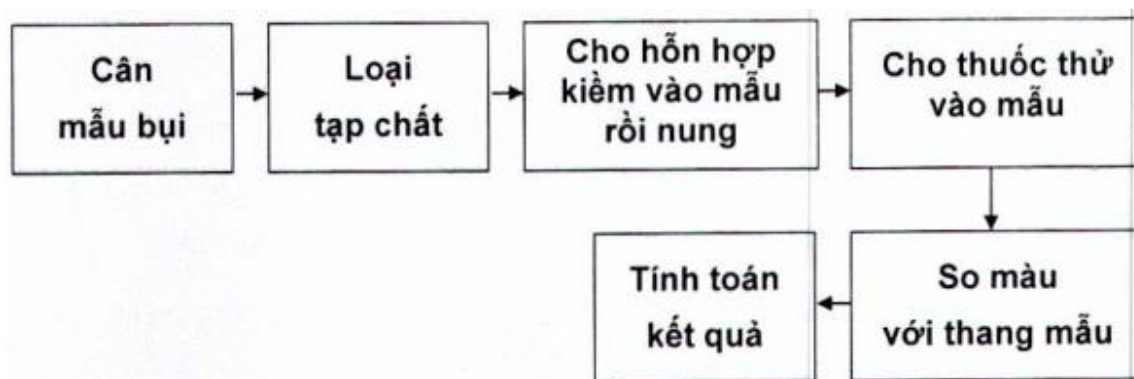 Cân
mẫu bụi
Loại
tạp chất
Cho hỗn hợp
kiềm vào mẫu
rồi nung
Cho thuốc thử
vào mẫu
So màu
với thang mẫu
Tính toán
kết quả